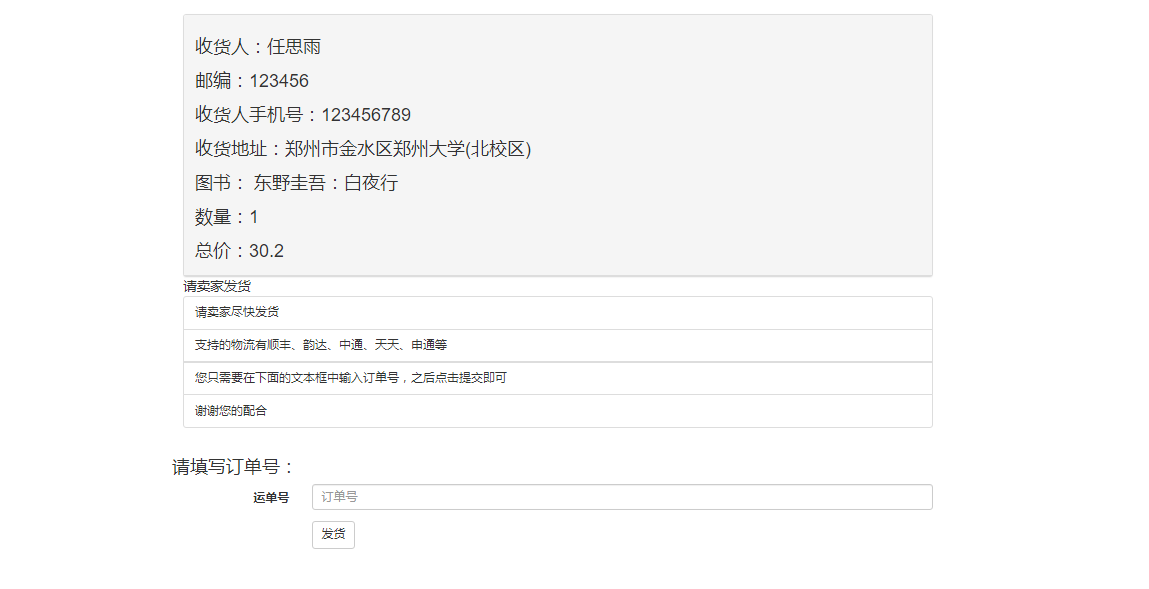 收货人：任思雨
邮编：123456
收货人手机号：123456789
收货地址：郑州市金水区郑州大学(北校区)
图书： 东野圭吾：白夜行
数量：1
总价：30.2
请卖家发货
请卖家尽快发货
支持的物流有顺丰、韵达、中通、天天、申通等
您只需要在下面的文本框中输入订单号，之后点击提交即可
谢谢您的配合
请填写订单号：
运单号 订单号
发货